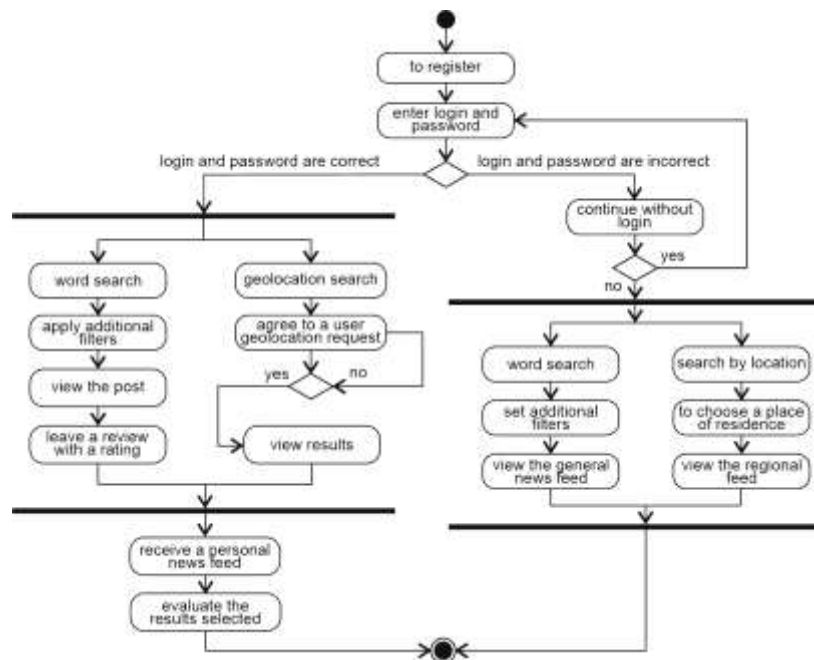 to register
enter login and
password
login and password are correct
login and password are incorrect
continue without
login
yes
no
word search
geolocation search
apply additional
filters
agree to a user
geolocation request
yes
no
view the post
leave a review
with a rating
view results
word search
search by location
set additional
filters
to choose a place
of residence
view the general
news feed
view the regional
feed
receive a personal
news feed
evaluate the
results selected